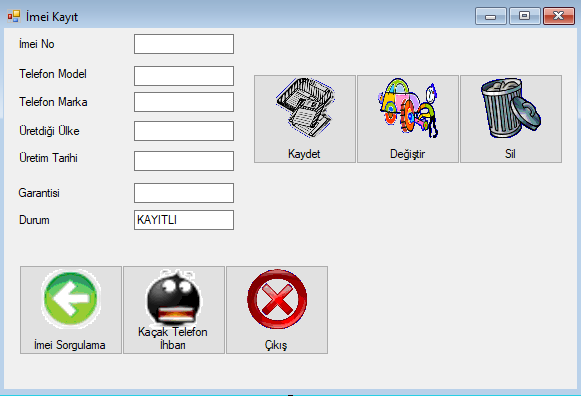 İmei Kayıt
İmei No
Telefon Model
Telefon Marka
Üretdiği Ülke
Üretim Tarihi
Garantisi
Durum
KAYITLI
Kaydet
Değiştir
Sil
İmei Sorgulama
Kaçak Telefon
İhbarı
Çıkış